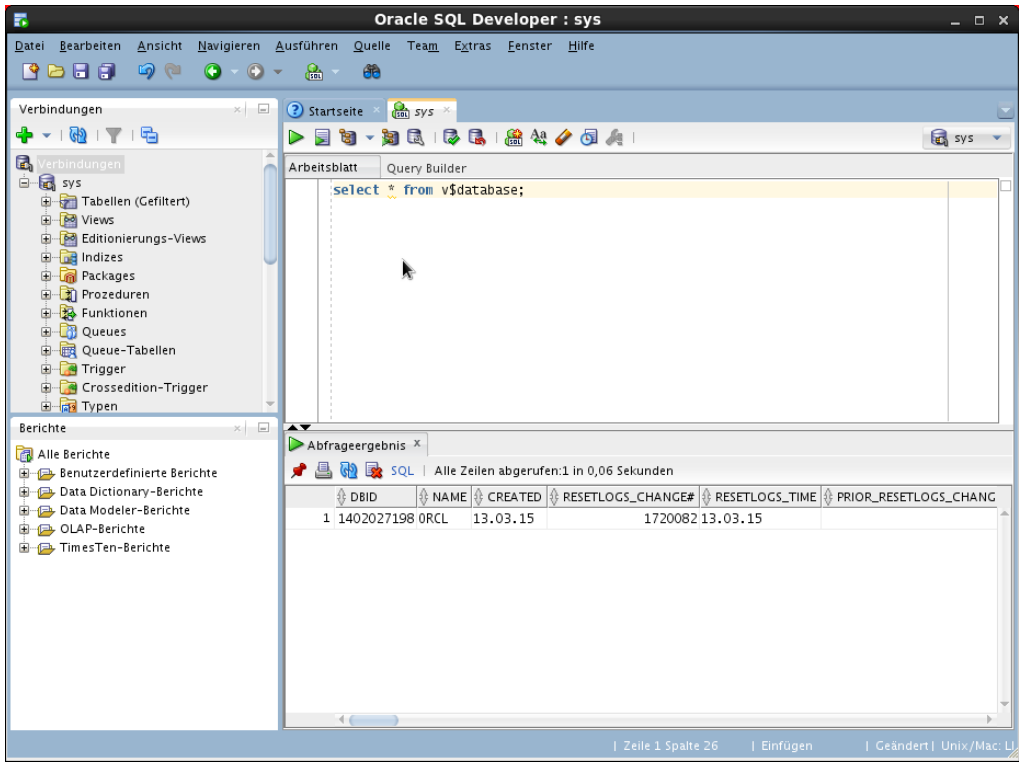 Oracle SQL Developer : sys
Datei Bearbeiten Ansicht Navigieren Ausführen Quelle Team Extras Fenster Hilfe
Verbindungen
Verbindungen
sys
Tabellen (Gefiltert)
Views
Editionierungs-Views
Indizes
Packages
Prozeduren
Funktionen
Queues
Queue-Tabellen
Trigger
Crossedition-Trigger
Typen
Berichte
Alle Berichte
Benutzerdefinierte Berichte
Data Dictionary-Berichte
Data Modeler-Berichte
OLAP-Berichte
TimesTen-Berichte
Startseite sys
sys
Arbeitsblatt Query Builder
select * from v$database;
Abfrageergebnis
SQL | Alle Zeilen abgerufen:1 in 0,06 Sekunden
DBID NAME CREATED RESETLOGS_CHANGE# RESETLOGS_TIME PRIOR_RESETLOGS_CHANG
1 1402027198 ORCL 13.03.15 1720082 13.03.15
| Zeile 1 Spalte 26 | Einfügen | Geändert | Unix/Mac: LI